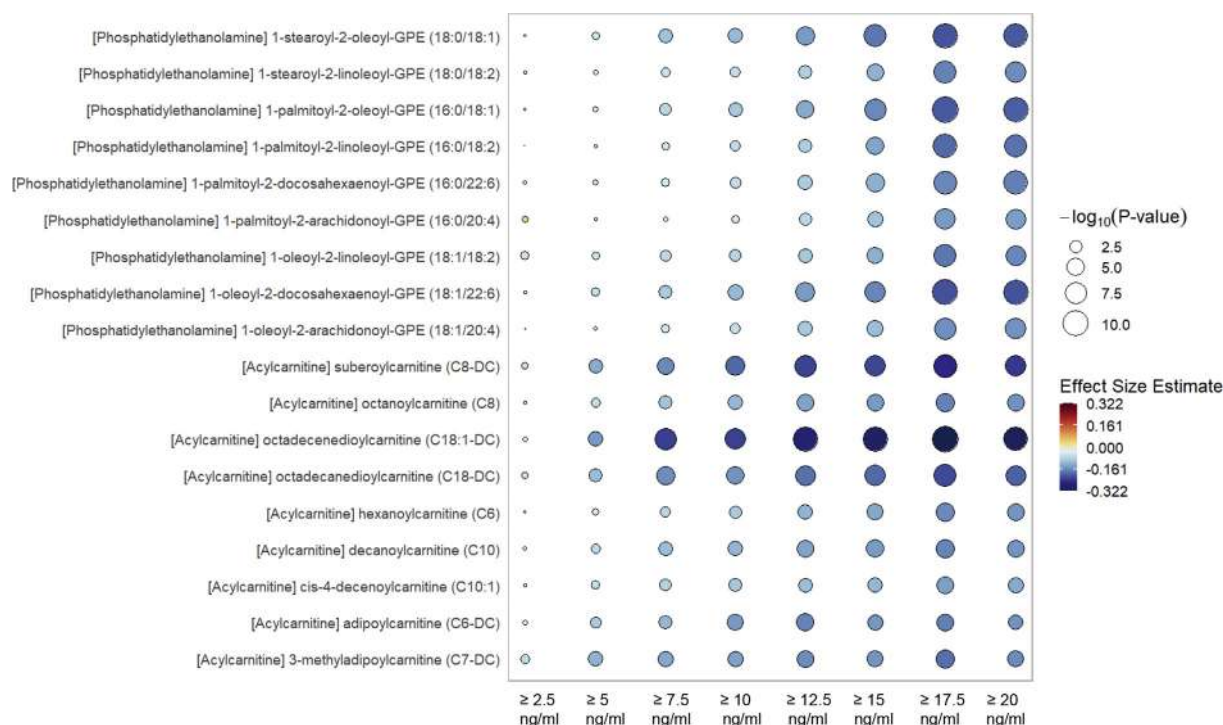 [Phosphatidylethanolamine] 1-stearoyl-2-oleoyl-GPE (18:0/18:1)
[Phosphatidylethanolamine] 1-stearoyl-2-linoleoyl-GPE (18:0/18:2)
[Phosphatidylethanolamine] 1-palmitoyl-2-oleoyl-GPE (16:0/18:1)
[Phosphatidylethanolamine] 1-palmitoyl-2-linoleoyl-GPE (16:0/18:2)
[Phosphatidylethanolamine] 1-palmitoyl-2-docosahexaenoyl-GPE (16:0/22:6)
[Phosphatidylethanolamine] 1-palmitoyl-2-arachidonoyl-GPE (16:0/20:4)
[Phosphatidylethanolamine] 1-oleoyl-2-linoleoyl-GPE (18:1/18:2)
[Phosphatidylethanolamine] 1-oleoyl-2-docosahexaenoyl-GPE (18:1/22:6)
[Phosphatidylethanolamine] 1-oleoyl-2-arachidonoyl-GPE (18:1/20:4)
[Acylcarnitine] suberoylcarnitine (C8-DC)
[Acylcarnitine] octanoylcarnitine (C8)
[Acylcarnitine] octadecenedioylcarnitine (C18:1-DC)
[Acylcarnitine] octadecanedioylcarnitine (C18-DC)
[Acylcarnitine] hexanoylcarnitine (C6)
[Acylcarnitine] decanoylcarnitine (C10)
[Acylcarnitine] cis-4-decenoylcarnitine (C10:1)
[Acylcarnitine] adipoylcarnitine (C6-DC)
[Acylcarnitine] 3-methyladipoylcarnitine (C7-DC)
≥ 2.5 ≥ 5 ≥ 7.5 ≥ 10 ≥ 12.5 ≥ 15 ≥ 17.5 ≥ 20
ng/ml ng/ml ng/ml ng/ml ng/ml ng/ml ng/ml ng/ml
−log₁₀(P-value)
2.5
5.0
7.5
10.0
Effect Size Estimate
0.322
0.161
0.000
-0.161
-0.322